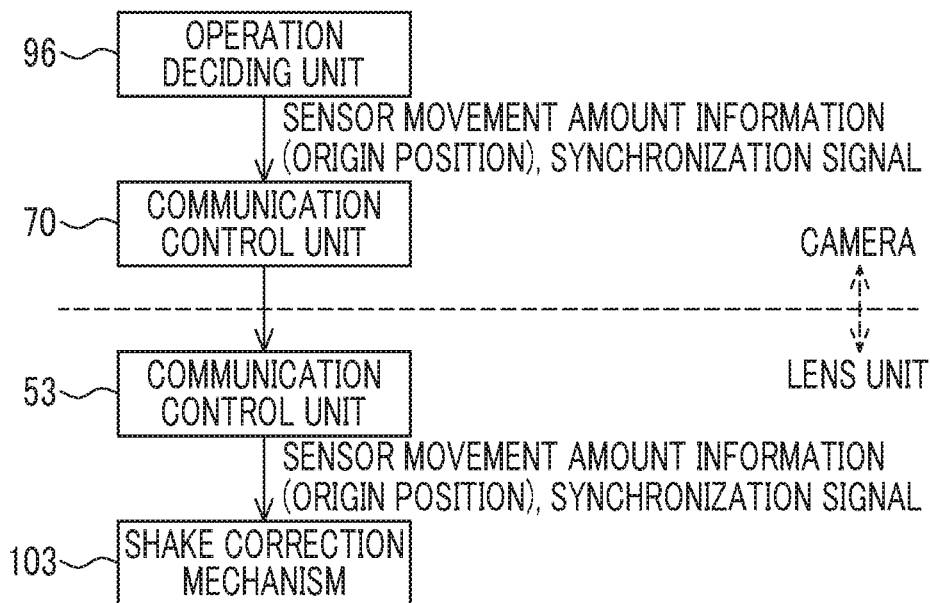 96
OPERATION
DECIDING UNIT
SENSOR MOVEMENT AMOUNT INFORMATION
(ORIGIN POSITION), SYNCHRONIZATION SIGNAL
70
COMMUNICATION
CONTROL UNIT
CAMERA
LENS UNIT
53
COMMUNICATION
CONTROL UNIT
SENSOR MOVEMENT AMOUNT INFORMATION
(ORIGIN POSITION), SYNCHRONIZATION SIGNAL
103
SHAKE CORRECTION
MECHANISM